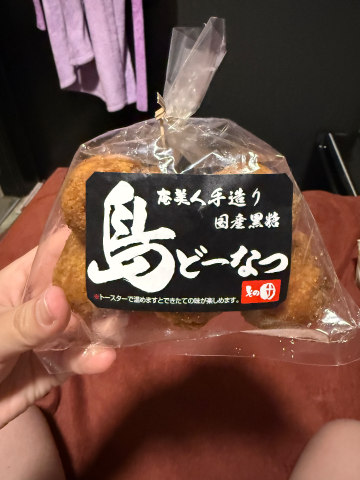 奄美人手造り
国産黒糖
島どーなつ
※トースターで温めますとできたての味が楽しめます。